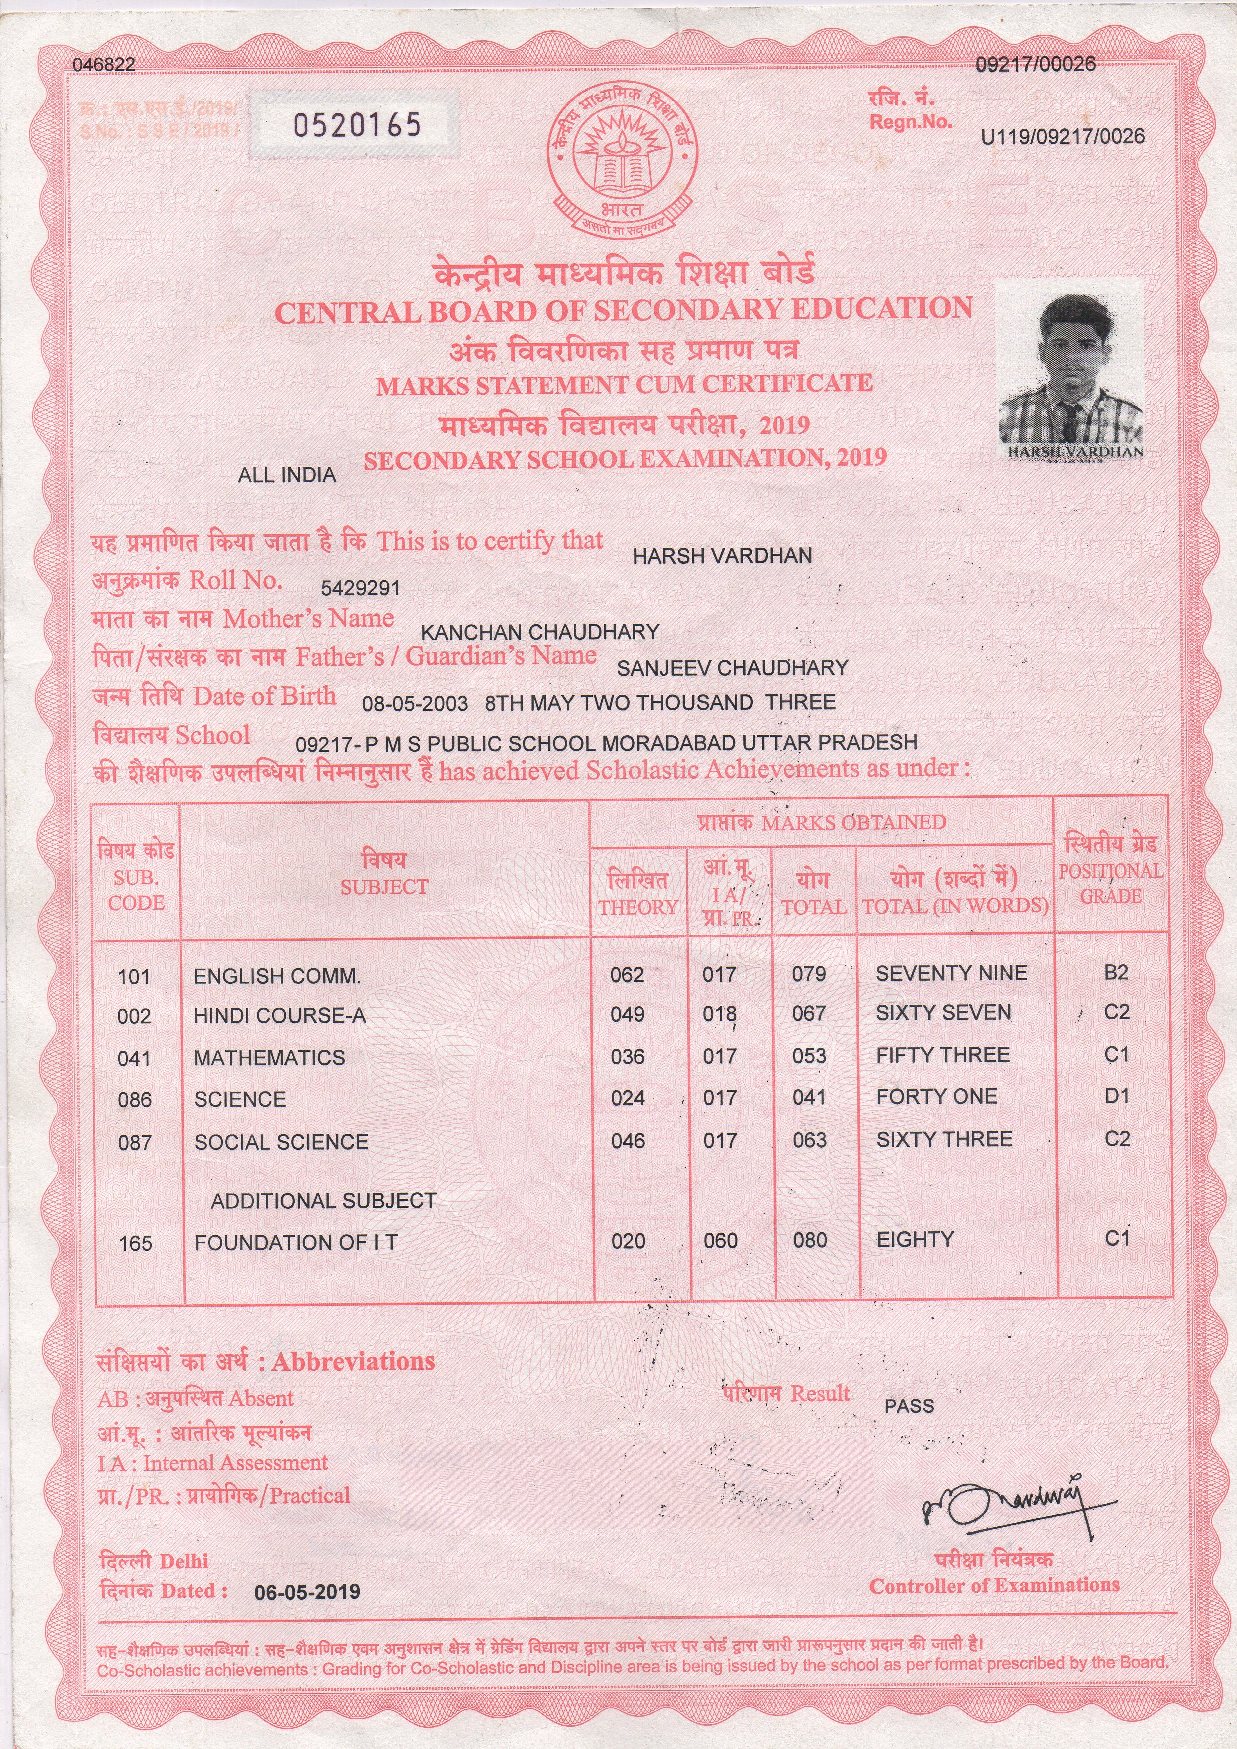 046822
09217/00026
क्र. : एस.एस.ई./2019/
S.No. : S S E / 2019 /
0520165
रजि. नं.
Regn.No.
U119/09217/0026
केन्द्रीय माध्यमिक शिक्षा बोर्ड
भारत
असतो मा सद्गमय
केन्द्रीय माध्यमिक शिक्षा बोर्ड
CENTRAL BOARD OF SECONDARY EDUCATION
अंक विवरणिका सह प्रमाण पत्र
MARKS STATEMENT CUM CERTIFICATE
माध्यमिक विद्यालय परीक्षा, 2019
SECONDARY SCHOOL EXAMINATION, 2019
ALL INDIA
HARSH VARDHAN
यह प्रमाणित किया जाता है कि This is to certify that HARSH VARDHAN
अनुक्रमांक Roll No. 5429291
माता का नाम Mother's Name KANCHAN CHAUDHARY
पिता/संरक्षक का नाम Father's / Guardian's Name SANJEEV CHAUDHARY
जन्म तिथि Date of Birth 08-05-2003 8TH MAY TWO THOUSAND THREE
विद्यालय School 09217- P M S PUBLIC SCHOOL MORADABAD UTTAR PRADESH
की शैक्षणिक उपलब्धियां निम्नानुसार हैं has achieved Scholastic Achievements as under :
विषय कोड SUB. CODE
विषय SUBJECT
प्राप्तांक MARKS OBTAINED
लिखित THEORY
आं.मू. I A/ प्रा. PR.
योग TOTAL
योग (शब्दों में) TOTAL (IN WORDS)
स्थितीय ग्रेड POSITIONAL GRADE
101 ENGLISH COMM. 062 017 079 SEVENTY NINE B2
002 HINDI COURSE-A 049 018 067 SIXTY SEVEN C2
041 MATHEMATICS 036 017 053 FIFTY THREE C1
086 SCIENCE 024 017 041 FORTY ONE D1
087 SOCIAL SCIENCE 046 017 063 SIXTY THREE C2
ADDITIONAL SUBJECT
165 FOUNDATION OF I T 020 060 080 EIGHTY C1
संक्षिप्तयों का अर्थ : Abbreviations
AB : अनुपस्थित Absent
परिणाम Result PASS
आं.मू. : आंतरिक मूल्यांकन
I A : Internal Assessment
प्रा./PR. : प्रायोगिक/Practical
दिल्ली Delhi
दिनांक Dated : 06-05-2019
परीक्षा नियंत्रक
Controller of Examinations
सह-शैक्षणिक उपलब्धियां : सह-शैक्षणिक एवम अनुशासन क्षेत्र में ग्रेडिंग विद्यालय द्वारा अपने स्तर पर बोर्ड द्वारा जारी प्रारूपनुसार प्रदान की जाती है।
Co-Scholastic achievements : Grading for Co-Scholastic and Discipline area is being issued by the school as per format prescribed by the Board.